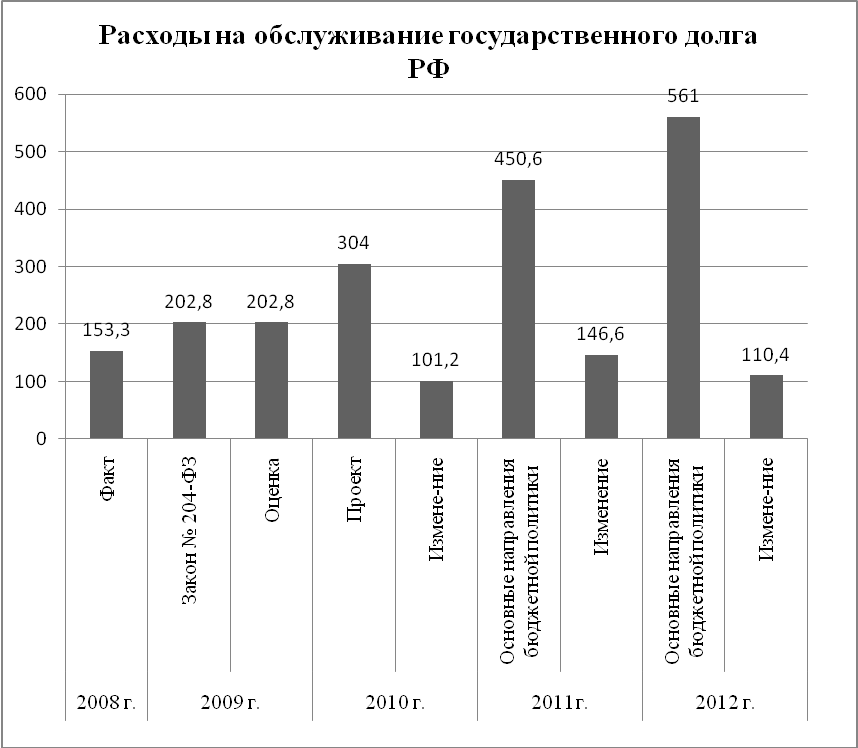 Расходы на обслуживание государственного долга
РФ
600
500
400
300
200
100
0
153,3
202,8
202,8
304
101,2
450,6
146,6
561
110,4
Факт
Закон № 204-ФЗ
Оценка
Проект
Измене-ние
Основные направления
бюджетной политики
Изменение
Основные направления
бюджетной политики
Измене-ние
2008 г.
2009 г.
2010 г.
2011г.
2012 г.